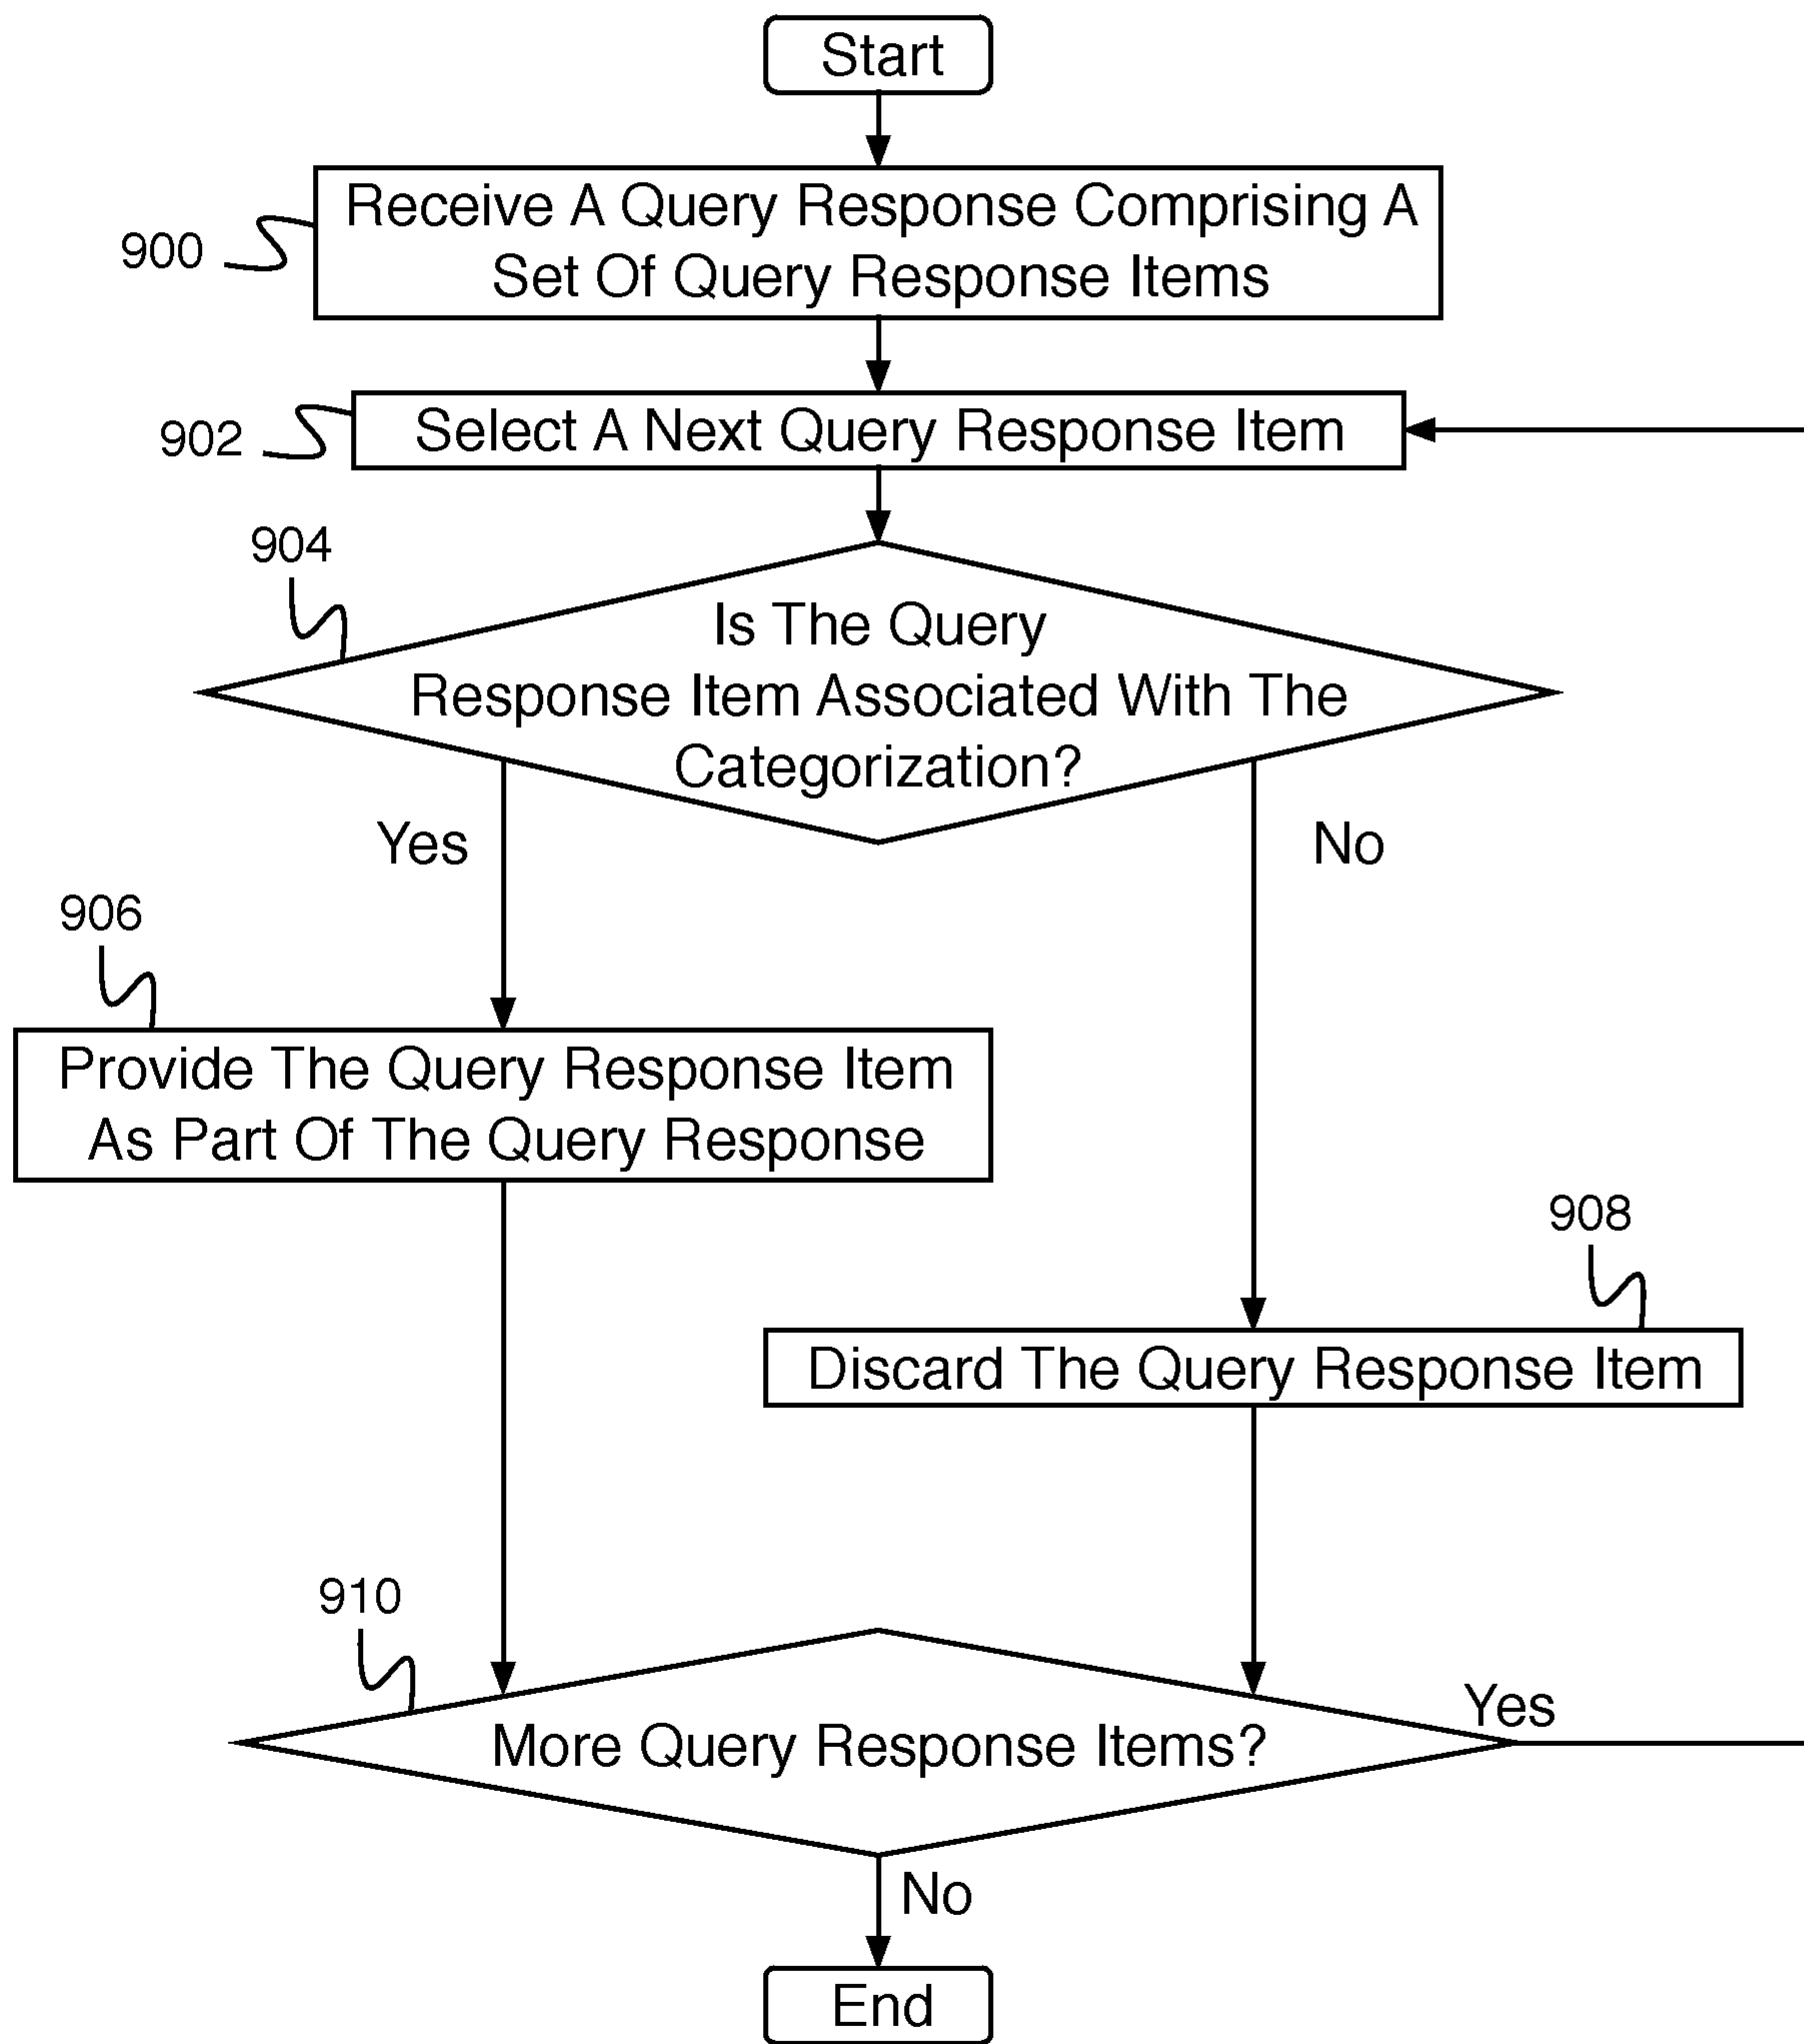 Start
Receive A Query Response Comprising A
Set Of Query Response Items
900
Select A Next Query Response Item
902
904
Is The Query
Response Item Associated With The
Categorization?
Yes
No
906
Provide The Query Response Item
As Part Of The Query Response
908
Discard The Query Response Item
910
More Query Response Items?
Yes
No
End